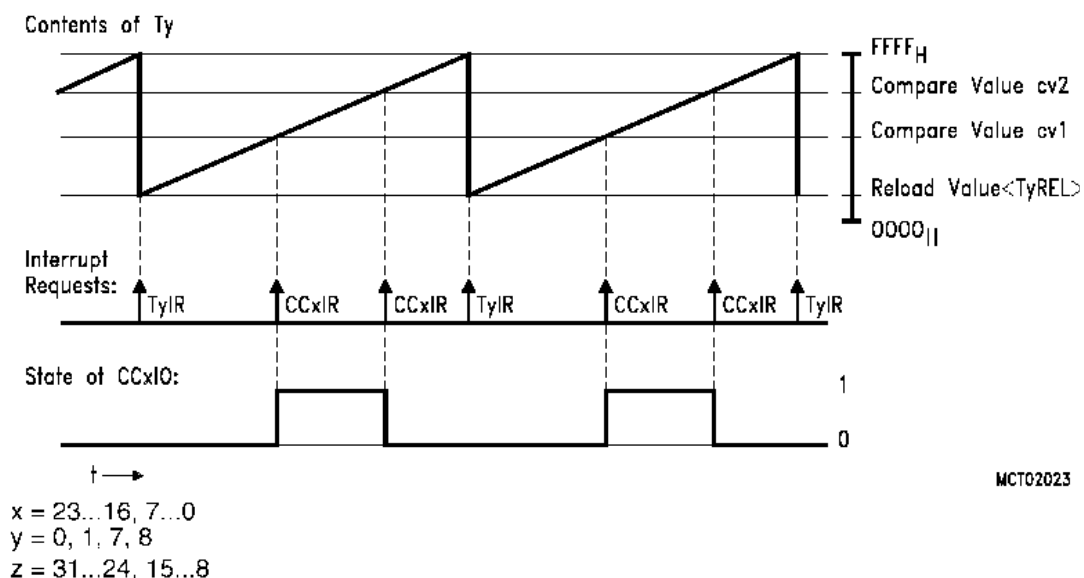 Contents of Ty
FFFFH
Compare Value cv2
Compare Value cv1
Reload Value<TyREL>
0000H
Interrupt
Requests:
TyIR CCxIR CCxIR TyIR CCxIR CCxIR TyIR
State of CCxIO:
1
0
t
MCT02023
x = 23...16, 7...0
y = 0, 1, 7, 8
z = 31...24, 15...8